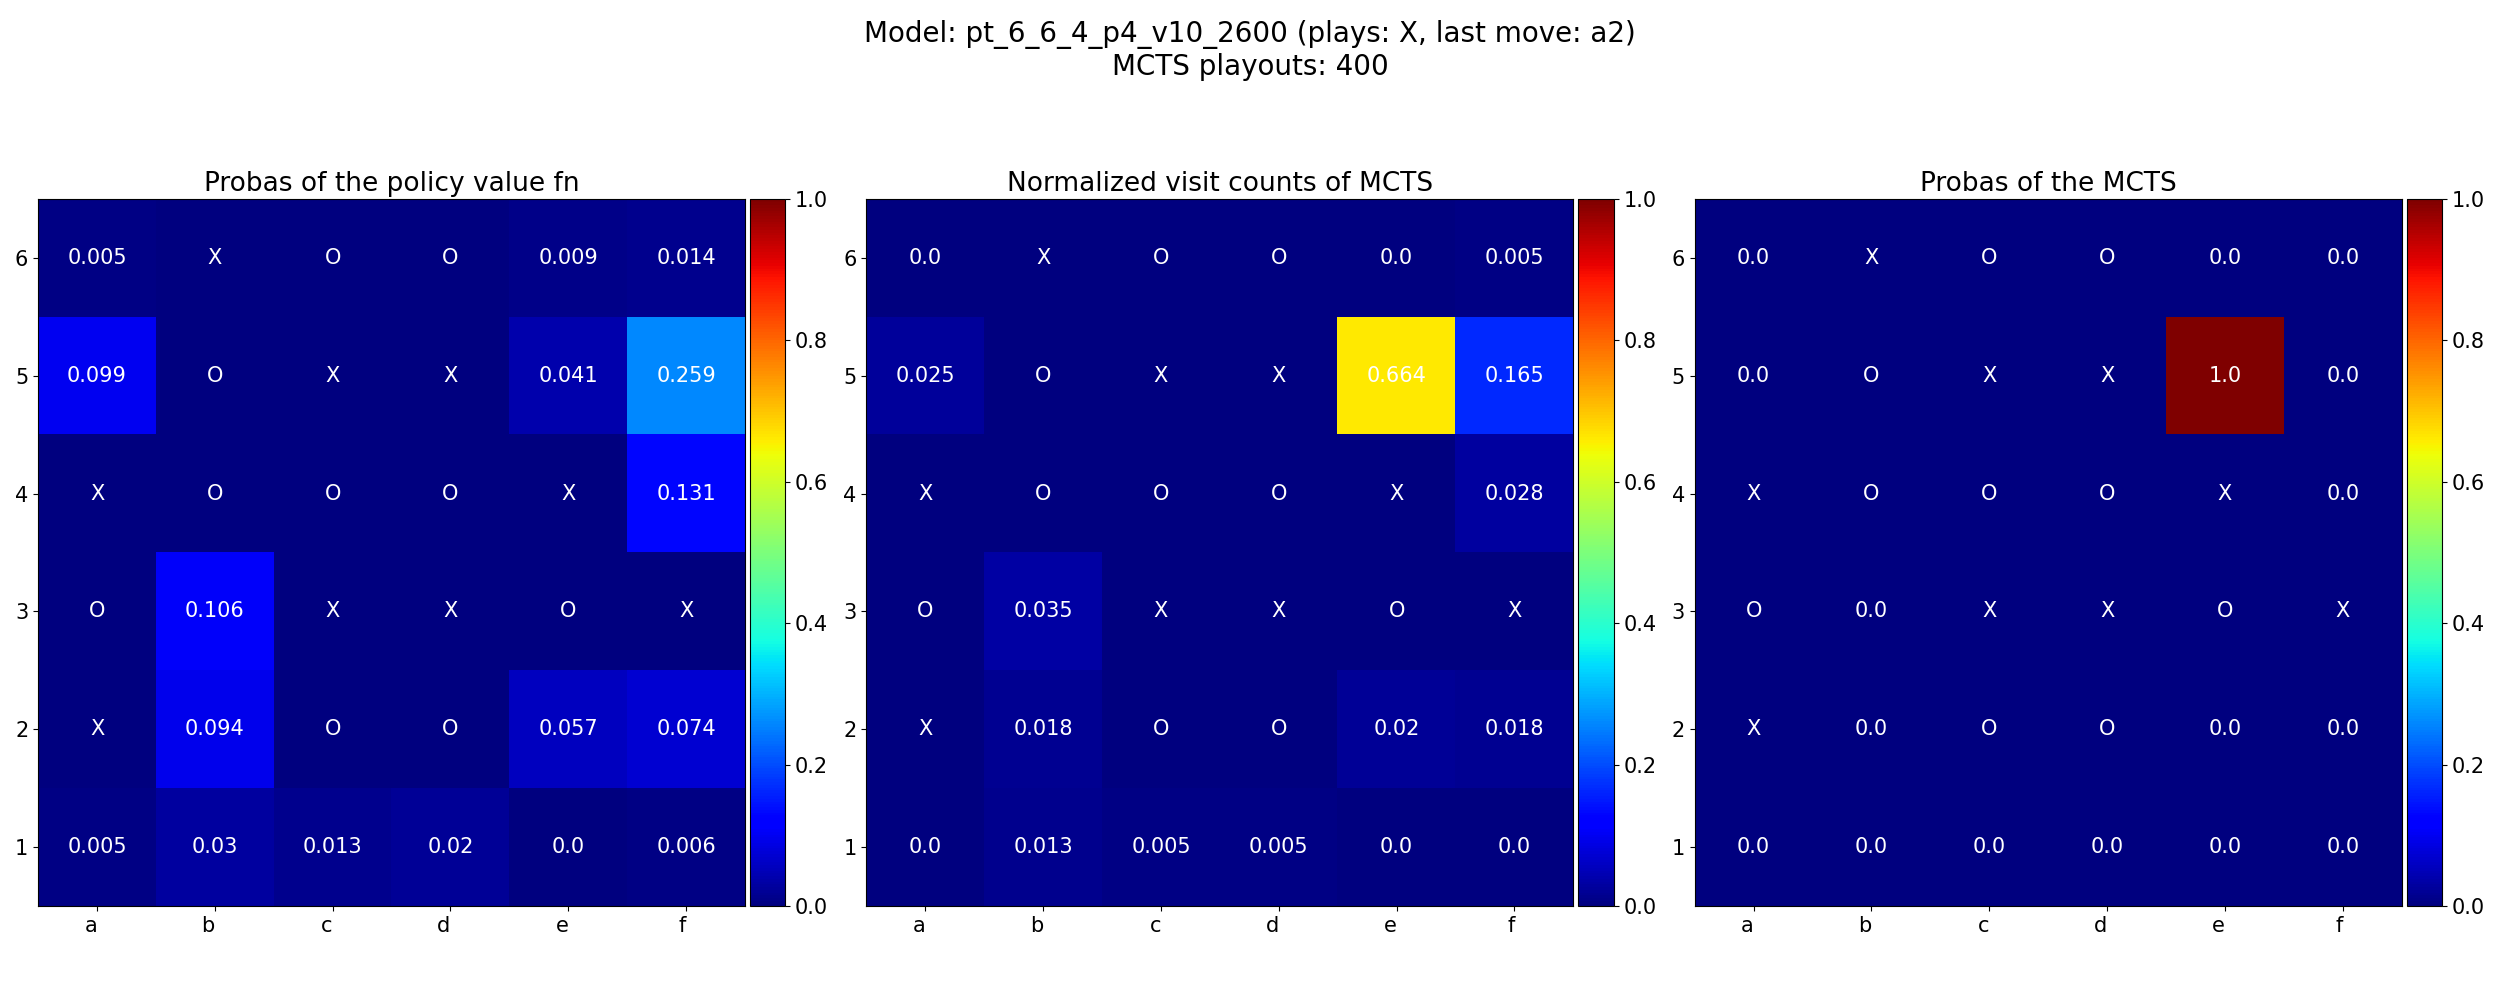 Model: pt_6_6_4_p4_v10_2600 (plays: X, last move: a2)
MCTS playouts: 400
Probas of the policy value fn
1.0
6 0.005 X O O 0.009 0.014
0.8
5 0.099 O X X 0.041 0.259
0.6
4 X O O O X 0.131
0.4
3 O 0.106 X X O X
0.2
2 X 0.094 O O 0.057 0.074
1 0.005 0.03 0.013 0.02 0.0 0.006
0.0
a b c d e f
Normalized visit counts of MCTS
1.0
6 0.0 X O O 0.0 0.005
0.8
5 0.025 O X X 0.664 0.165
0.6
4 X O O O X 0.028
0.4
3 O 0.035 X X O X
0.2
2 X 0.018 O O 0.02 0.018
1 0.0 0.013 0.005 0.005 0.0 0.0
0.0
a b c d e f
Probas of the MCTS
1.0
6 0.0 X O O 0.0 0.0
0.8
5 0.0 O X X 1.0 0.0
0.6
4 X O O O X 0.0
0.4
3 O 0.0 X X O X
0.2
2 X 0.0 O O 0.0 0.0
1 0.0 0.0 0.0 0.0 0.0 0.0
0.0
a b c d e f